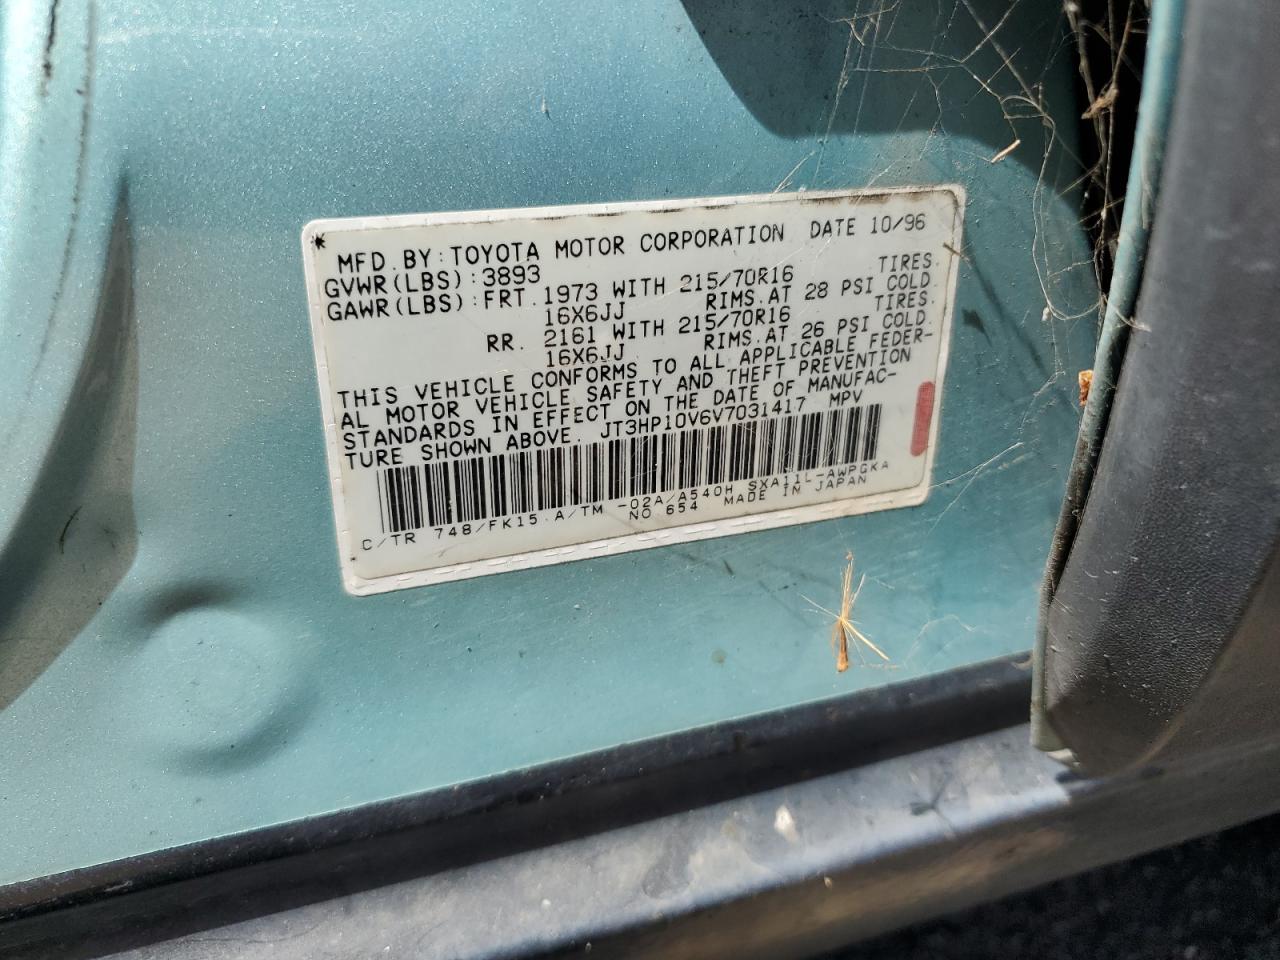 MFD. BY: TOYOTA MOTOR CORPORATION DATE 10/96
GVWR(LBS): 3893
GAWR(LBS): FRT. 1973 WITH 215/70R16 TIRES.
16X6JJ RIMS. AT 28 PSI COLD.
RR. 2161 WITH 215/70R16 TIRES.
16X6JJ RIMS. AT 26 PSI COLD.
THIS VEHICLE CONFORMS TO ALL APPLICABLE FEDER-
AL MOTOR VEHICLE SAFETY AND THEFT PREVENTION
STANDARDS IN EFFECT ON THE DATE OF MANUFAC-
TURE SHOWN ABOVE. JT3HP10V6V7031417 MPV
C/TR 748/FK15 A/TM -02A/A540H SXA11L-AWPGKA
NO 654 MADE IN JAPAN